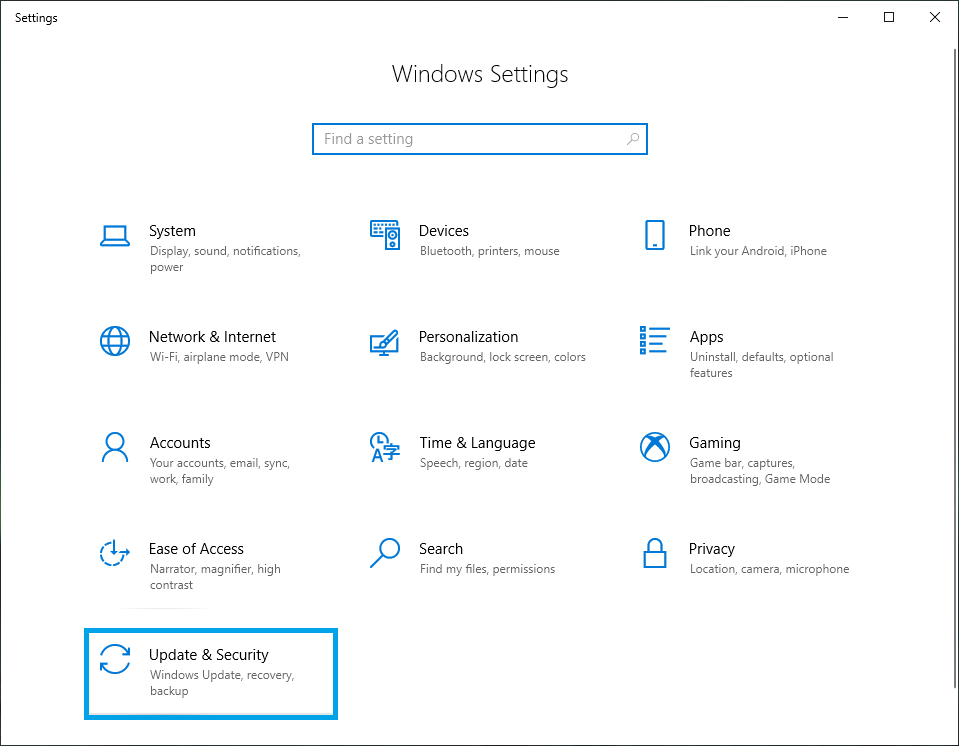 Settings
Windows Settings
Find a setting
System
Display, sound, notifications,
power
Devices
Bluetooth, printers, mouse
Phone
Link your Android, iPhone
Network & Internet
Wi-Fi, airplane mode, VPN
Personalization
Background, lock screen, colors
Apps
Uninstall, defaults, optional
features
Accounts
Your accounts, email, sync,
work, family
Time & Language
Speech, region, date
Gaming
Game bar, captures,
broadcasting, Game Mode
Ease of Access
Narrator, magnifier, high
contrast
Search
Find my files, permissions
Privacy
Location, camera, microphone
Update & Security
Windows Update, recovery,
backup